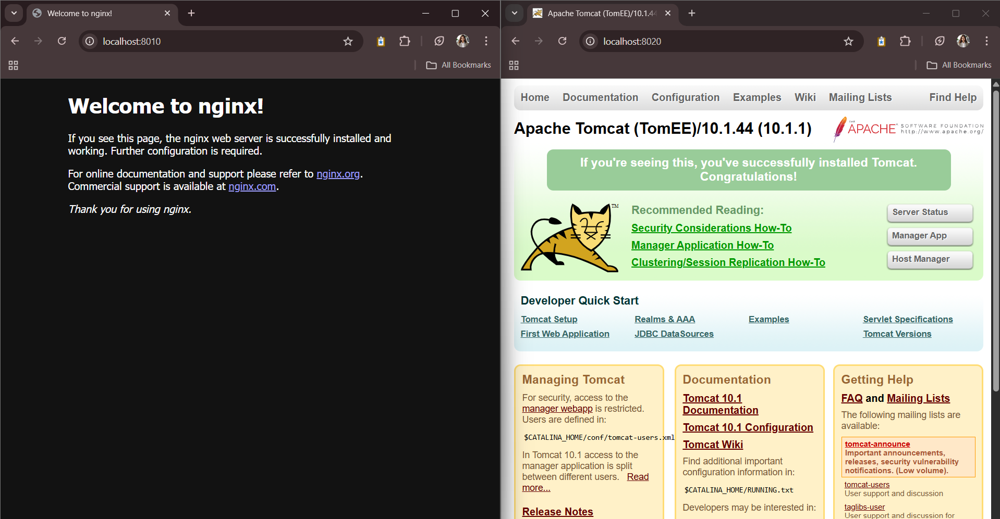 Welcome to nginx!
localhost:8010
All Bookmarks
Welcome to nginx!
If you see this page, the nginx web server is successfully installed and
working. Further configuration is required.
For online documentation and support please refer to nginx.org.
Commercial support is available at nginx.com.
Thank you for using nginx.
Apache Tomcat (TomEE)/10.1.44
localhost:8020
All Bookmarks
Home Documentation Configuration Examples Wiki Mailing Lists Find Help
Apache Tomcat (TomEE)/10.1.44 (10.1.1)
THE APACHE SOFTWARE FOUNDATION
http://www.apache.org/
If you're seeing this, you've successfully installed Tomcat.
Congratulations!
TM
Recommended Reading:
Security Considerations How-To
Manager Application How-To
Clustering/Session Replication How-To
Server Status
Manager App
Host Manager
Developer Quick Start
Tomcat Setup
First Web Application
Realms & AAA
JDBC DataSources
Examples
Servlet Specifications
Tomcat Versions
Managing Tomcat
For security, access to the
manager webapp is restricted.
Users are defined in:
$CATALINA_HOME/conf/tomcat-users.xml
In Tomcat 10.1 access to the
manager application is split
between different users. Read
more...
Release Notes
Documentation
Tomcat 10.1
Documentation
Tomcat 10.1 Configuration
Tomcat Wiki
Find additional important
configuration information in:
$CATALINA_HOME/RUNNING.txt
Developers may be interested in:
Getting Help
FAQ and Mailing Lists
The following mailing lists are
available:
tomcat-announce
Important announcements,
releases, security vulnerability
notifications. (Low volume).
tomcat-users
User support and discussion
taglibs-user
User support and discussion for